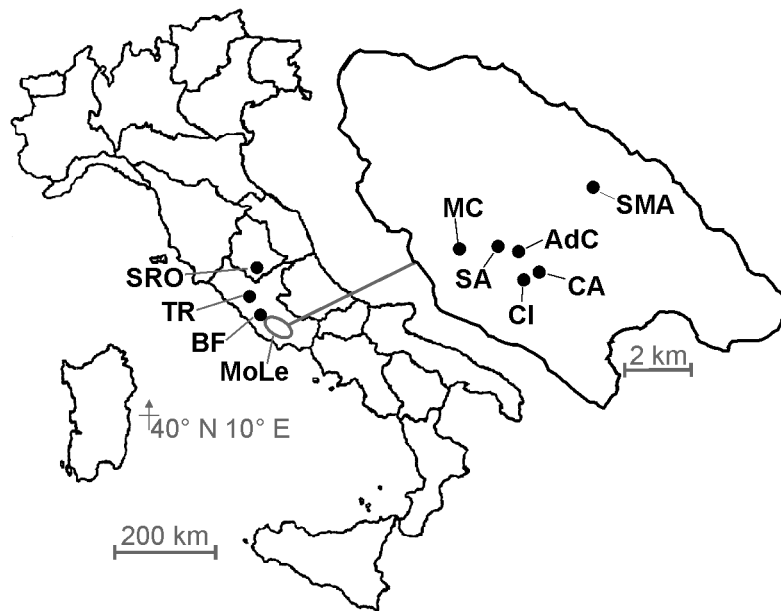 SMA
MC
AdC
SA
CA
CI
SRO
TR
BF
MoLe
2 km
40° N 10° E
200 km